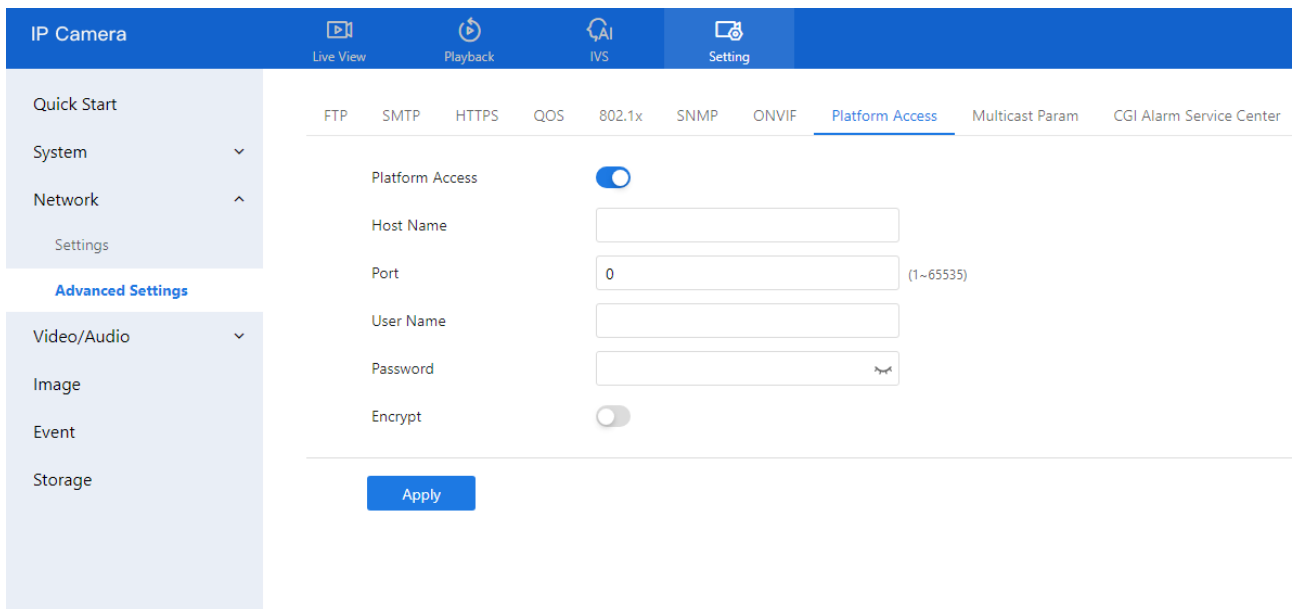 IP Camera
Live View
Playback
AI
IVS
Setting
Quick Start
System
Network
Settings
Advanced Settings
Video/Audio
Image
Event
Storage
FTP SMTP HTTPS QOS 802.1x SNMP ONVIF Platform Access Multicast Param CGI Alarm Service Center
Platform Access
Host Name
Port 0 (1~65535)
User Name
Password
Encrypt
Apply